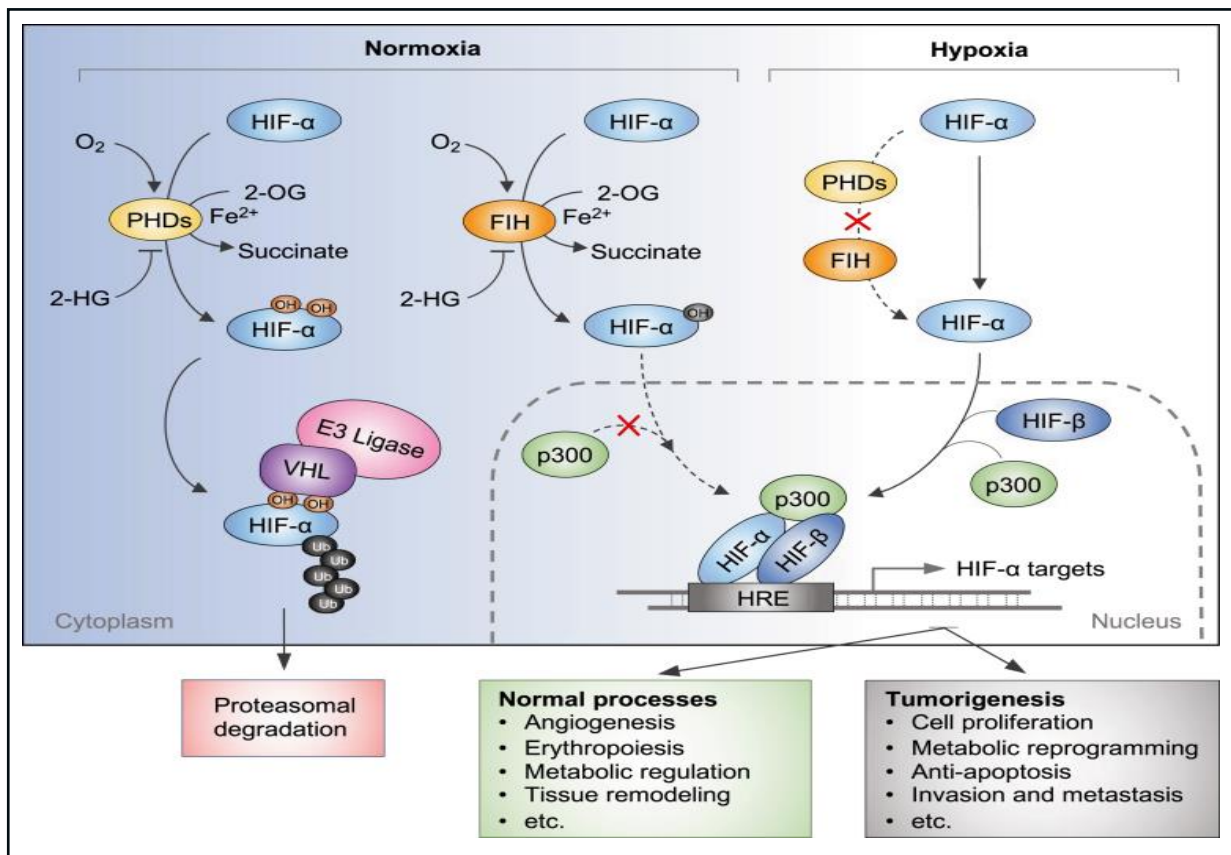 Normoxia
Hypoxia
HIF-α
HIF-α
HIF-α
O2
O2
PHDs
2-OG
2-OG
PHDs
Fe2+
FIH
Fe2+
Succinate
Succinate
FIH
2-HG
2-HG
OH OH
HIF-α
HIF-α
OH
HIF-α
E3 Ligase
VHL
p300
HIF-β
p300
OH OH
HIF-α
p300
HIF-α
HIF-β
Ub
Ub
Ub
Ub
Ub
HRE
HIF-α targets
Cytoplasm
Nucleus
Proteasomal
degradation
Normal processes
• Angiogenesis
• Erythropoiesis
• Metabolic regulation
• Tissue remodeling
• etc.
Tumorigenesis
• Cell proliferation
• Metabolic reprogramming
• Anti-apoptosis
• Invasion and metastasis
• etc.